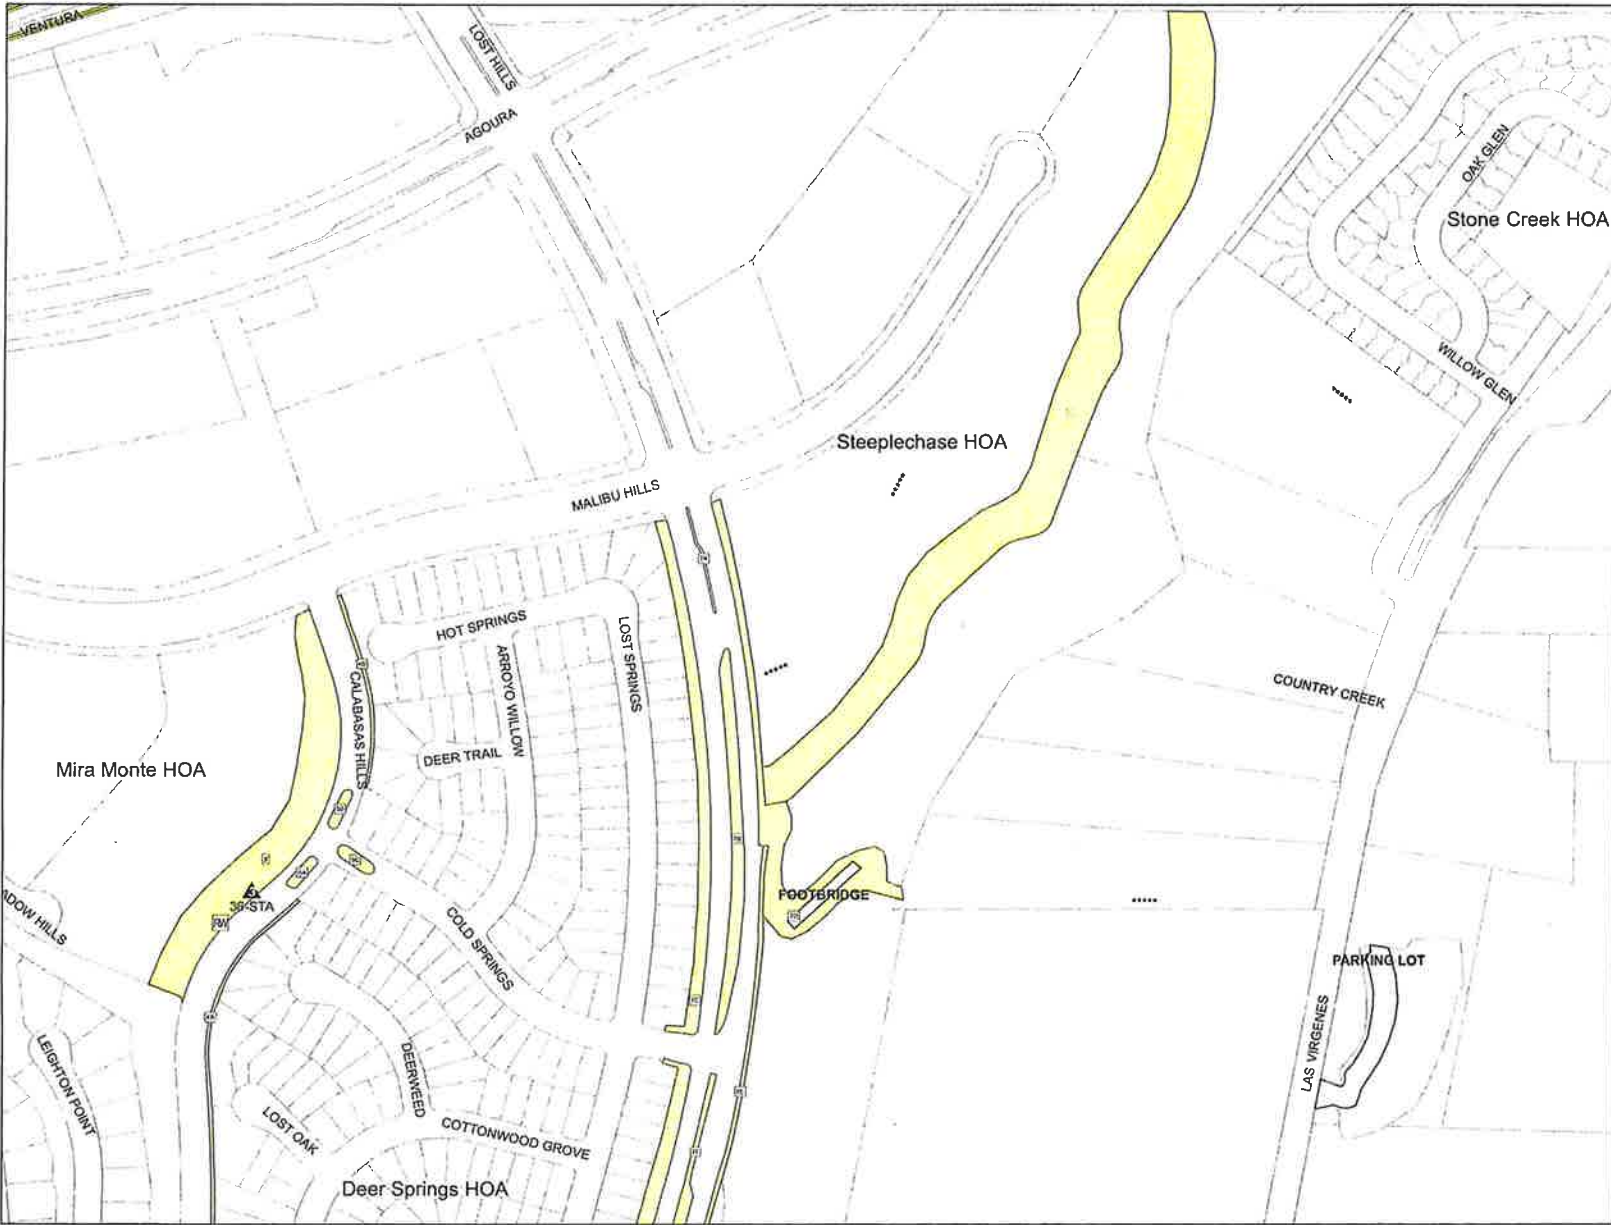 VENTURA
LOST HILLS
AGOURA
OAK GLEN
Stone Creek HOA
WILLOW GLEN
Steeplechase HOA
MALIBU HILLS
HOT SPRINGS
LOST SPRINGS
ARROYO WILLOW
CALABASAS HILLS
COUNTRY CREEK
DEER TRAIL
Mira Monte HOA
FOOTBRIDGE
36-STA
RW
ADOW HILLS
COLD SPRINGS
PARKING LOT
LAS VIRGENES
LEIGHTON POINT
DEERWEED
LOST OAK
COTTONWOOD GROVE
Deer Springs HOA